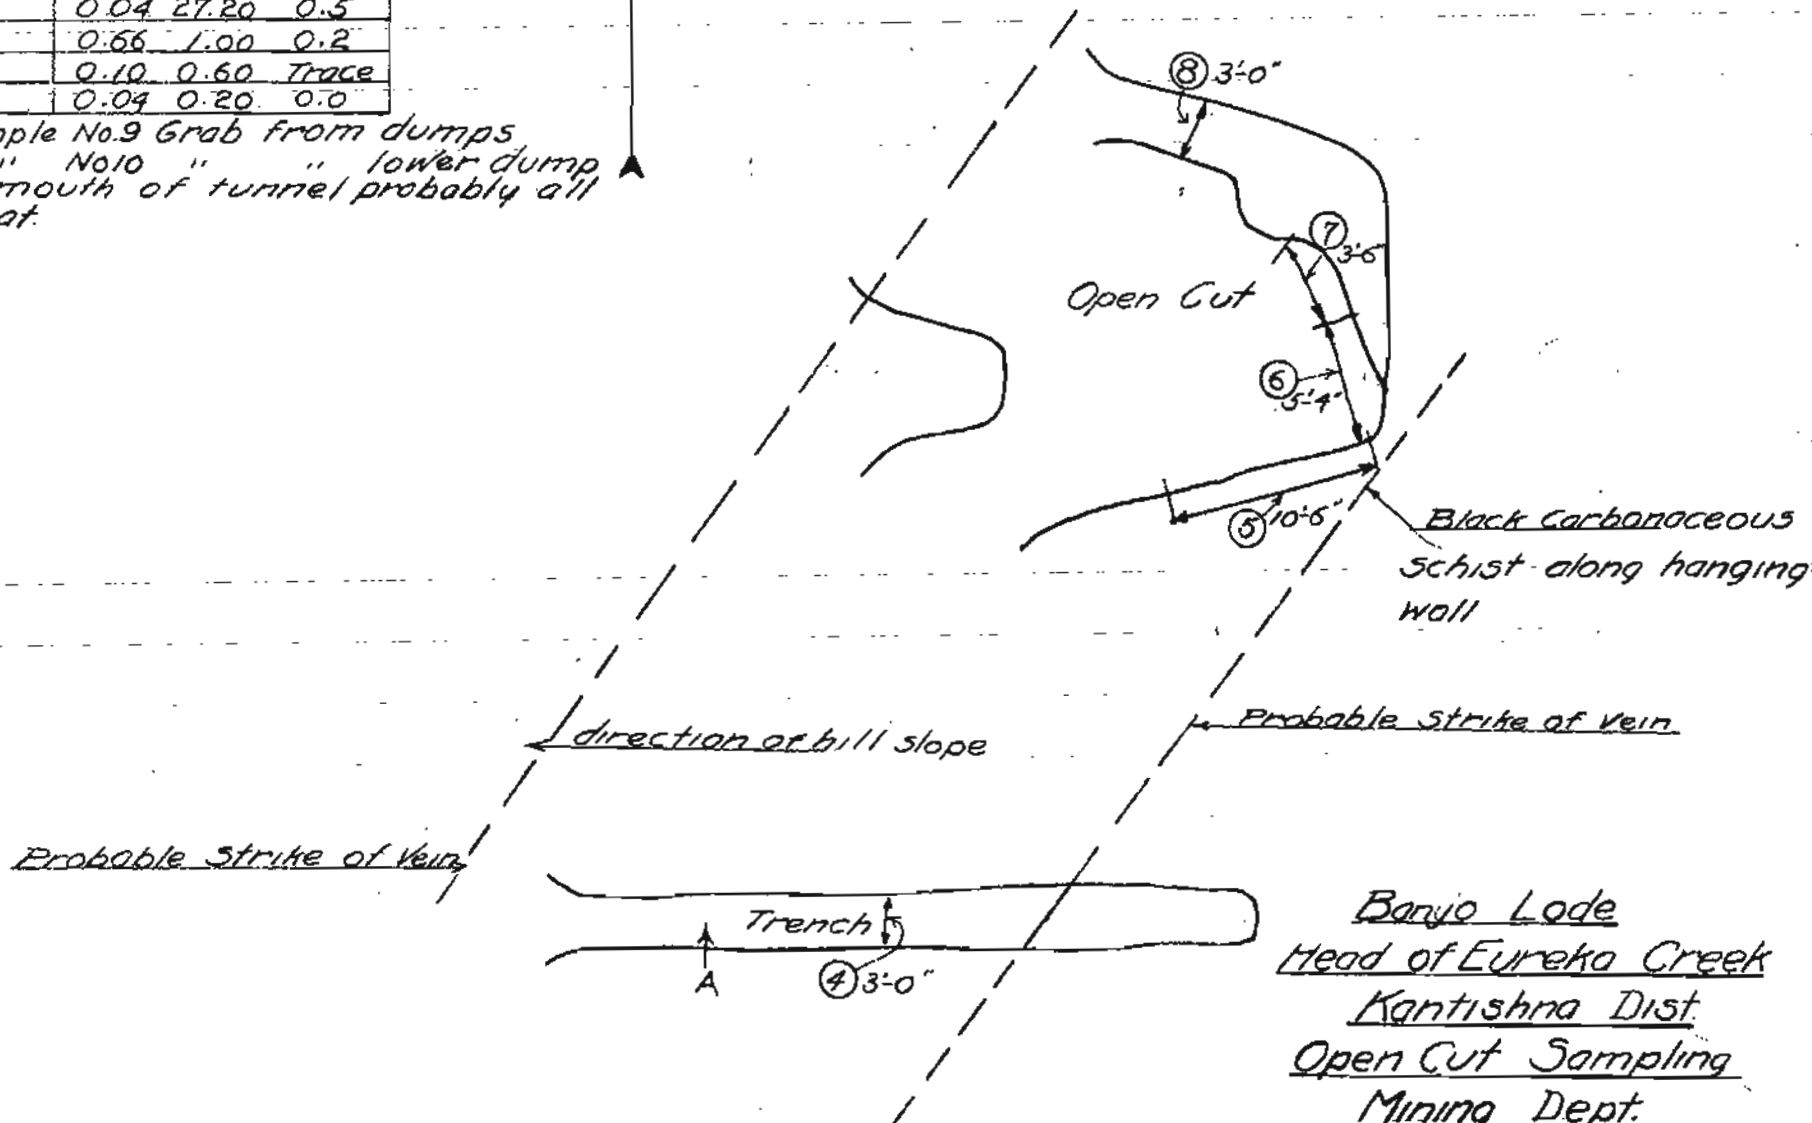 0.04 27.20 0.5
0.66 1.00 0.2
0.10 0.60 Trace
0.04 0.20 0.0
ple No.9 Grab from dumps
" No10 " " lower dump
mouth of tunnel probably all
at.
8 3'-0"
7
3'-6"
Open Cut
6
5'-4"
5 10'-6"
Black Carbonaceous
schist along hanging
wall
Probable Strike of Vein
direction of hill slope
Probable Strike of Vein
Trench
A
4 3'-0"
Banjo Lode
Head of Eureka Creek
Kantishna Dist.
Open Cut Sampling
Mining Dept.